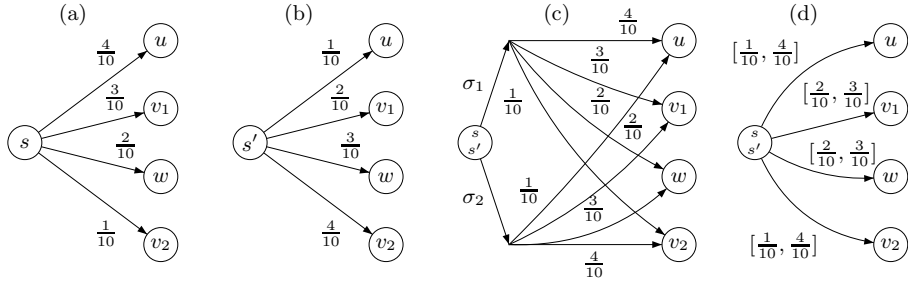 (a)
s
4/10
3/10
2/10
1/10
u
v₁
w
v₂
(b)
s′
1/10
2/10
3/10
4/10
u
v₁
w
v₂
(c)
s
s′
σ₁
σ₂
4/10
3/10
2/10
1/10
2/10
1/10
3/10
4/10
u
v₁
w
v₂
(d)
s
s′
[1/10, 4/10]
[2/10, 3/10]
[2/10, 3/10]
[1/10, 4/10]
u
v₁
w
v₂